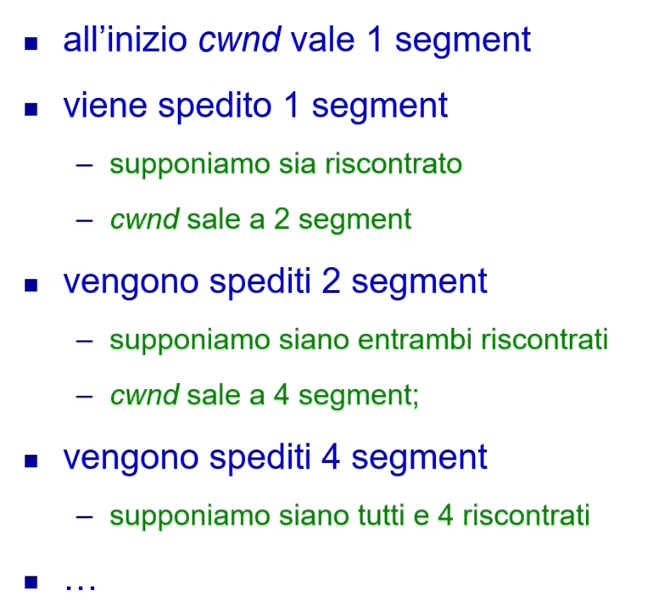 ▪ all'inizio cwnd vale 1 segment
▪ viene spedito 1 segment
– supponiamo sia riscontrato
– cwnd sale a 2 segment
▪ vengono spediti 2 segment
– supponiamo siano entrambi riscontrati
– cwnd sale a 4 segment;
▪ vengono spediti 4 segment
– supponiamo siano tutti e 4 riscontrati
▪ ...